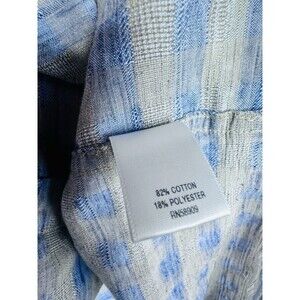 82% COTTON
18% POLYESTER
RN58909